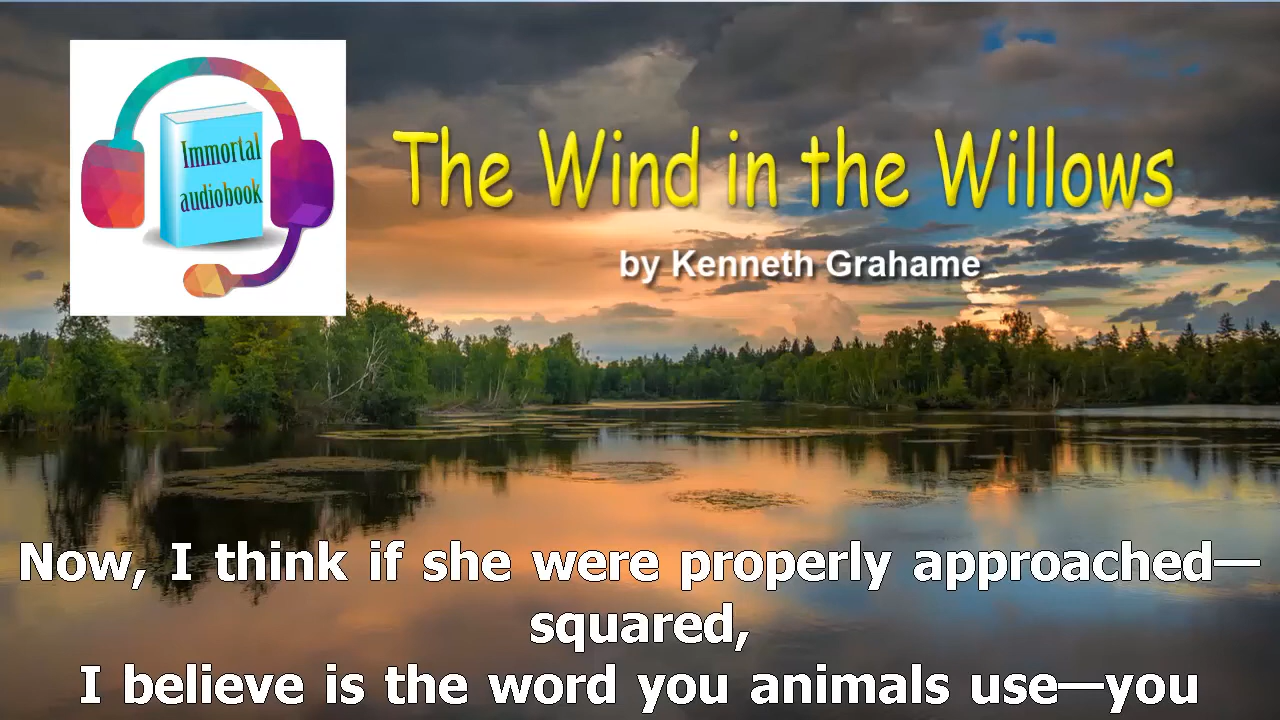 Immortal
audiobook
The Wind in the Willows
by Kenneth Grahame
Now, I think if she were properly approached—
squared,
I believe is the word you animals use—you